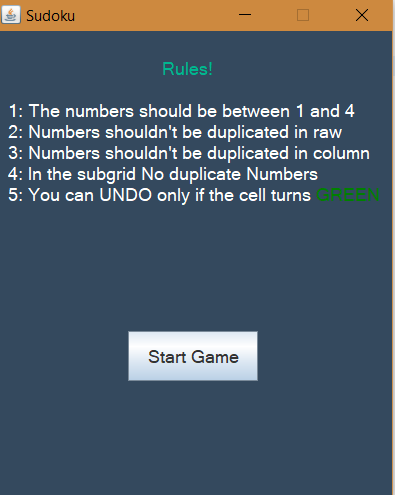 Sudoku
Rules!
1: The numbers should be between 1 and 4
2: Numbers shouldn't be duplicated in raw
3: Numbers shouldn't be duplicated in column
4: In the subgrid No duplicate Numbers
5: You can UNDO only if the cell turns GREEN
Start Game